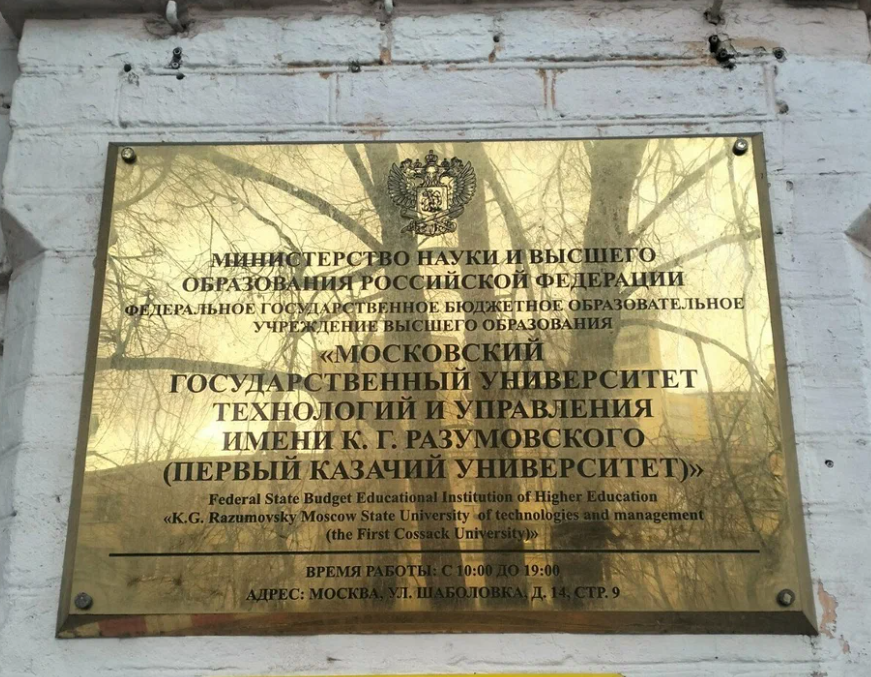 МИНИСТЕРСТВО НАУКИ И ВЫСШЕГО
ОБРАЗОВАНИЯ РОССИЙСКОЙ ФЕДЕРАЦИИ
ФЕДЕРАЛЬНОЕ ГОСУДАРСТВЕННОЕ БЮДЖЕТНОЕ ОБРАЗОВАТЕЛЬНОЕ
УЧРЕЖДЕНИЕ ВЫСШЕГО ОБРАЗОВАНИЯ
«МОСКОВСКИЙ
ГОСУДАРСТВЕННЫЙ УНИВЕРСИТЕТ
ТЕХНОЛОГИЙ И УПРАВЛЕНИЯ
ИМЕНИ К. Г. РАЗУМОВСКОГО
(ПЕРВЫЙ КАЗАЧИЙ УНИВЕРСИТЕТ)»
Federal State Budget Educational Institution of Higher Education
«K.G. Razumovsky Moscow State University of technologies and management
(the First Cossack University)»
ВРЕМЯ РАБОТЫ: С 10:00 ДО 19:00
АДРЕС: МОСКВА, УЛ. ШАБОЛОВКА, Д. 14, СТР. 9